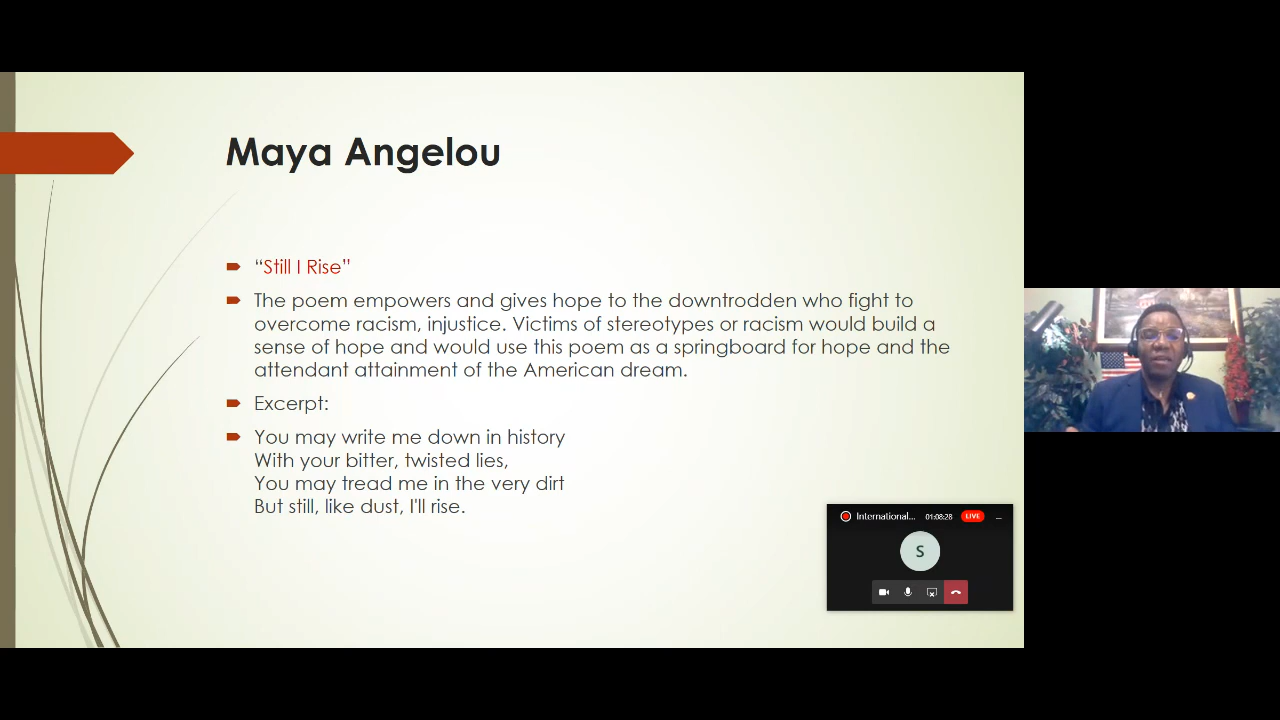 Maya Angelou
“Still I Rise”
The poem empowers and gives hope to the downtrodden who fight to
overcome racism, injustice. Victims of stereotypes or racism would build a
sense of hope and would use this poem as a springboard for hope and the
attendant attainment of the American dream.
Excerpt:
You may write me down in history
With your bitter, twisted lies,
You may tread me in the very dirt
But still, like dust, I'll rise.
International... 01:08:28 LIVE
S